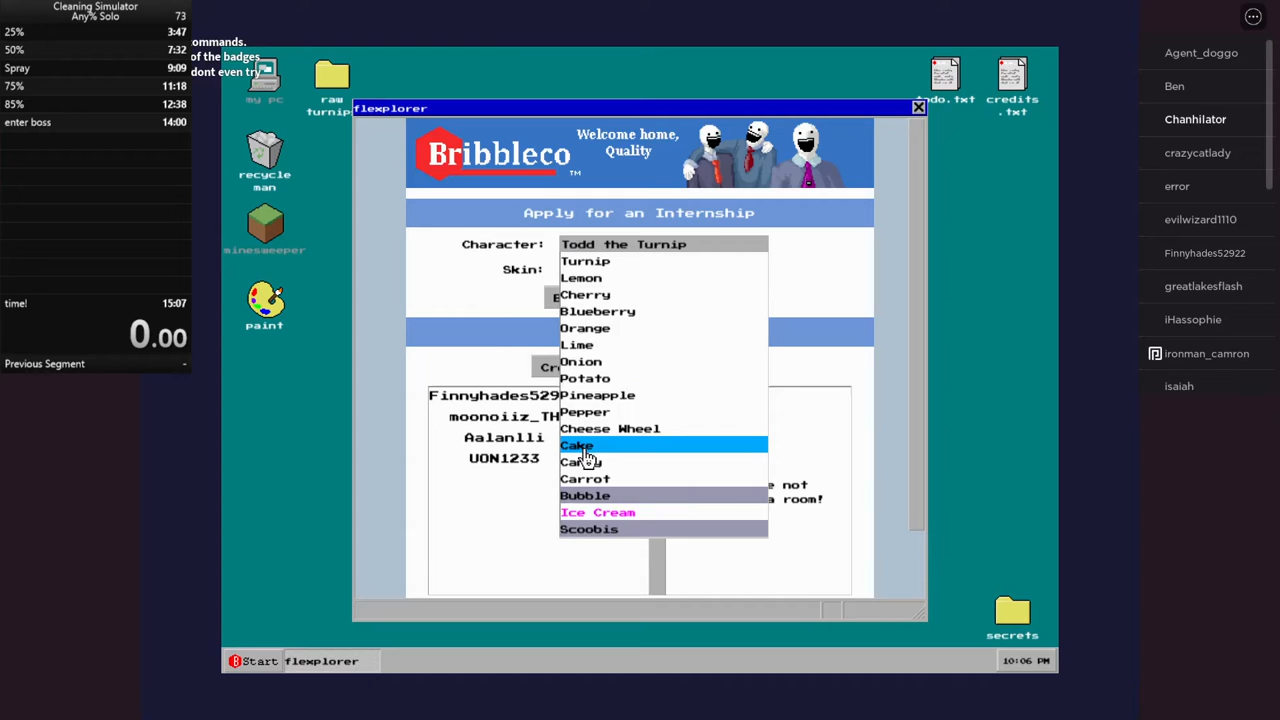 Cleaning Simulator
Any% Solo 73
25% 3:47
50% 7:32
Spray 9:09
75% 11:18
85% 12:38
enter boss 14:00
time! 15:07
0.00
Previous Segment -
ommands.
of the badges
dont even try
my pc
raw
turnip
recycle
man
minesweeper
paint
todo.txt
credits
.txt
secrets
flexplorer
Bribbleco
TM
Welcome home,
Quality
Apply for an Internship
Character: Todd the Turnip
Skin:
Turnip
Lemon
Cherry
Blueberry
Orange
Lime
Onion
Potato
Pineapple
Pepper
Cheese Wheel
Cake
Candy
Carrot
Bubble
Ice Cream
Scoobis
Cr
Finnyhades529
moonoiiz_TH
Aalanlli
UON1233
e not
a room!
Start flexplorer 10:06 PM
Agent_doggo
Ben
Chanhilator
crazycatlady
error
evilwizard1110
Finnyhades52922
greatlakesflash
iHassophie
ironman_camron
isaiah